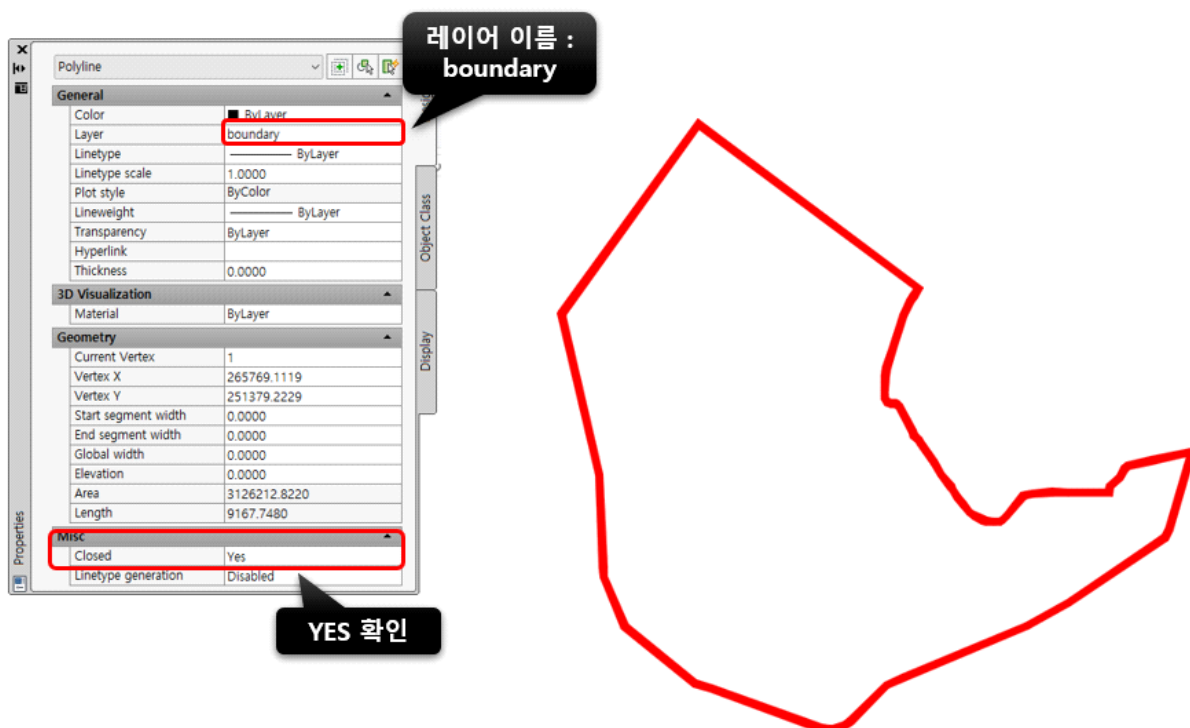 레이어 이름 :
boundary
Polyline
General
Color ByLayer
Layer boundary
Linetype ByLayer
Linetype scale 1.0000
Plot style ByColor
Lineweight ByLayer
Transparency ByLayer
Hyperlink
Thickness 0.0000
3D Visualization
Material ByLayer
Geometry
Current Vertex 1
Vertex X 265769.1119
Vertex Y 251379.2229
Start segment width 0.0000
End segment width 0.0000
Global width 0.0000
Elevation 0.0000
Area 3126212.8220
Length 9167.7480
Misc
Closed Yes
Linetype generation Disabled
Object Class
Display
Properties
YES 확인